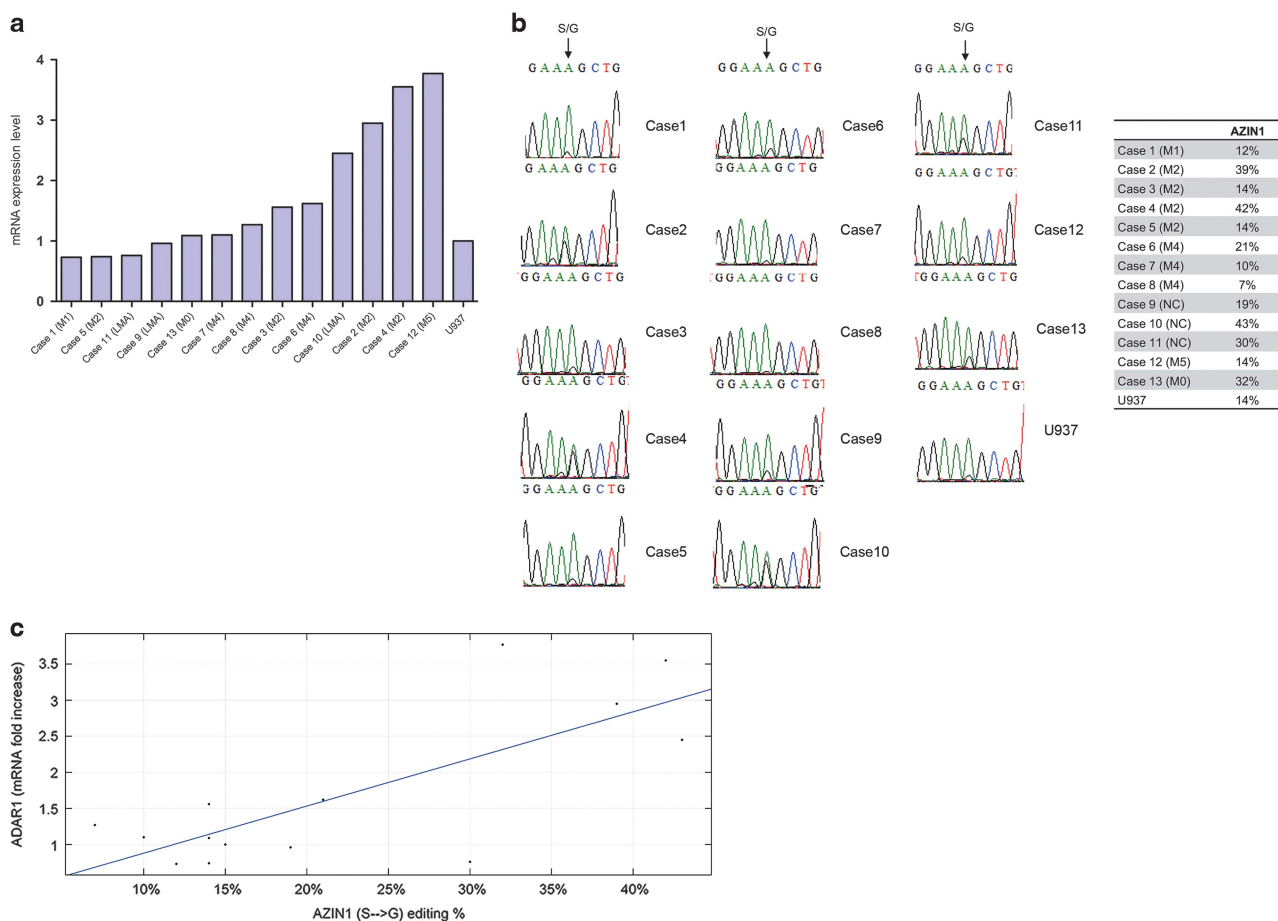 a
mRNA expression level
4
3
2
1
0
Case 1 (M1)
Case 5 (M2)
Case 11 (LMA)
Case 9 (LMA)
Case 13 (M0)
Case 7 (M4)
Case 8 (M4)
Case 3 (M2)
Case 6 (M4)
Case 10 (LMA)
Case 2 (M2)
Case 4 (M2)
Case 12 (M5)
U937
b
S/G
GAAAGCTG
Case1
GAAAGCTG
Case2
GGAAAGCTG
Case3
GGAAAGCTG
Case4
GGAAAGCTG
Case5
S/G
GGAAAGCTG
Case6
GGAAAGCTG
Case7
GGAAAGCTG
Case8
GGAAAGCTGT
Case9
GGAAAGCTG
Case10
S/G
GGAAAGCTG
Case11
GGAAAGCTGT
Case12
TGGAAAGCTG
Case13
GGAAAGCTGT
U937
AZIN1
Case 1 (M1) 12%
Case 2 (M2) 39%
Case 3 (M2) 14%
Case 4 (M2) 42%
Case 5 (M2) 14%
Case 6 (M4) 21%
Case 7 (M4) 10%
Case 8 (M4) 7%
Case 9 (NC) 19%
Case 10 (NC) 43%
Case 11 (NC) 30%
Case 12 (M5) 14%
Case 13 (M0) 32%
U937 14%
c
ADAR1 (mRNA fold increase)
3.5
3
2.5
2
1.5
1
10% 15% 20% 25% 30% 35% 40%
AZIN1 (S-->G) editing %